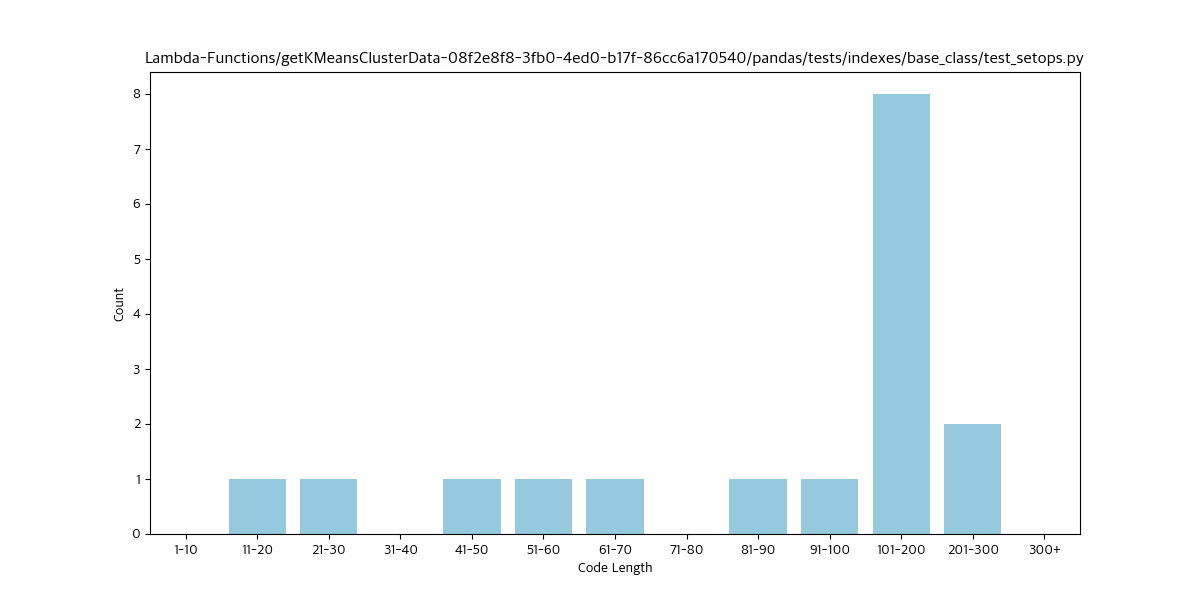 Lambda-Functions/getKMeansClusterData-08f2e8f8-3fb0-4ed0-b17f-86cc6a170540/pandas/tests/indexes/base_class/test_setops.py
8
7
6
5
4
3
2
1
0
Count
1-10 11-20 21-30 31-40 41-50 51-60 61-70 71-80 81-90 91-100 101-200 201-300 300+
Code Length